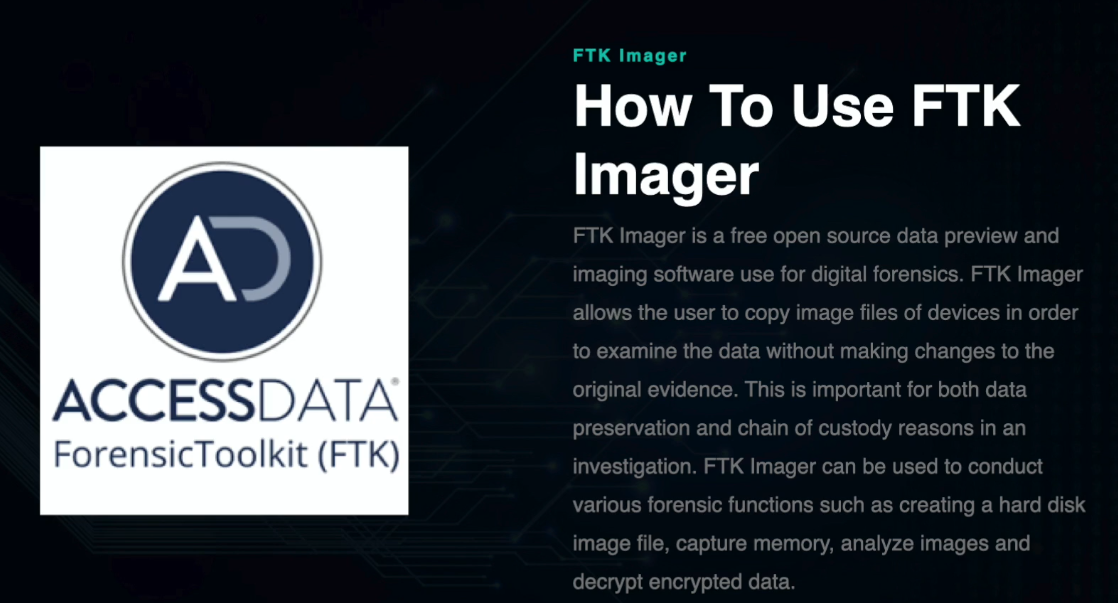 FTK Imager
How To Use FTK
Imager
FTK Imager is a free open source data preview and
imaging software use for digital forensics. FTK Imager
allows the user to copy image files of devices in order
to examine the data without making changes to the
original evidence. This is important for both data
preservation and chain of custody reasons in an
investigation. FTK Imager can be used to conduct
various forensic functions such as creating a hard disk
image file, capture memory, analyze images and
decrypt encrypted data.
AD
ACCESSDATA®
ForensicToolkit (FTK)